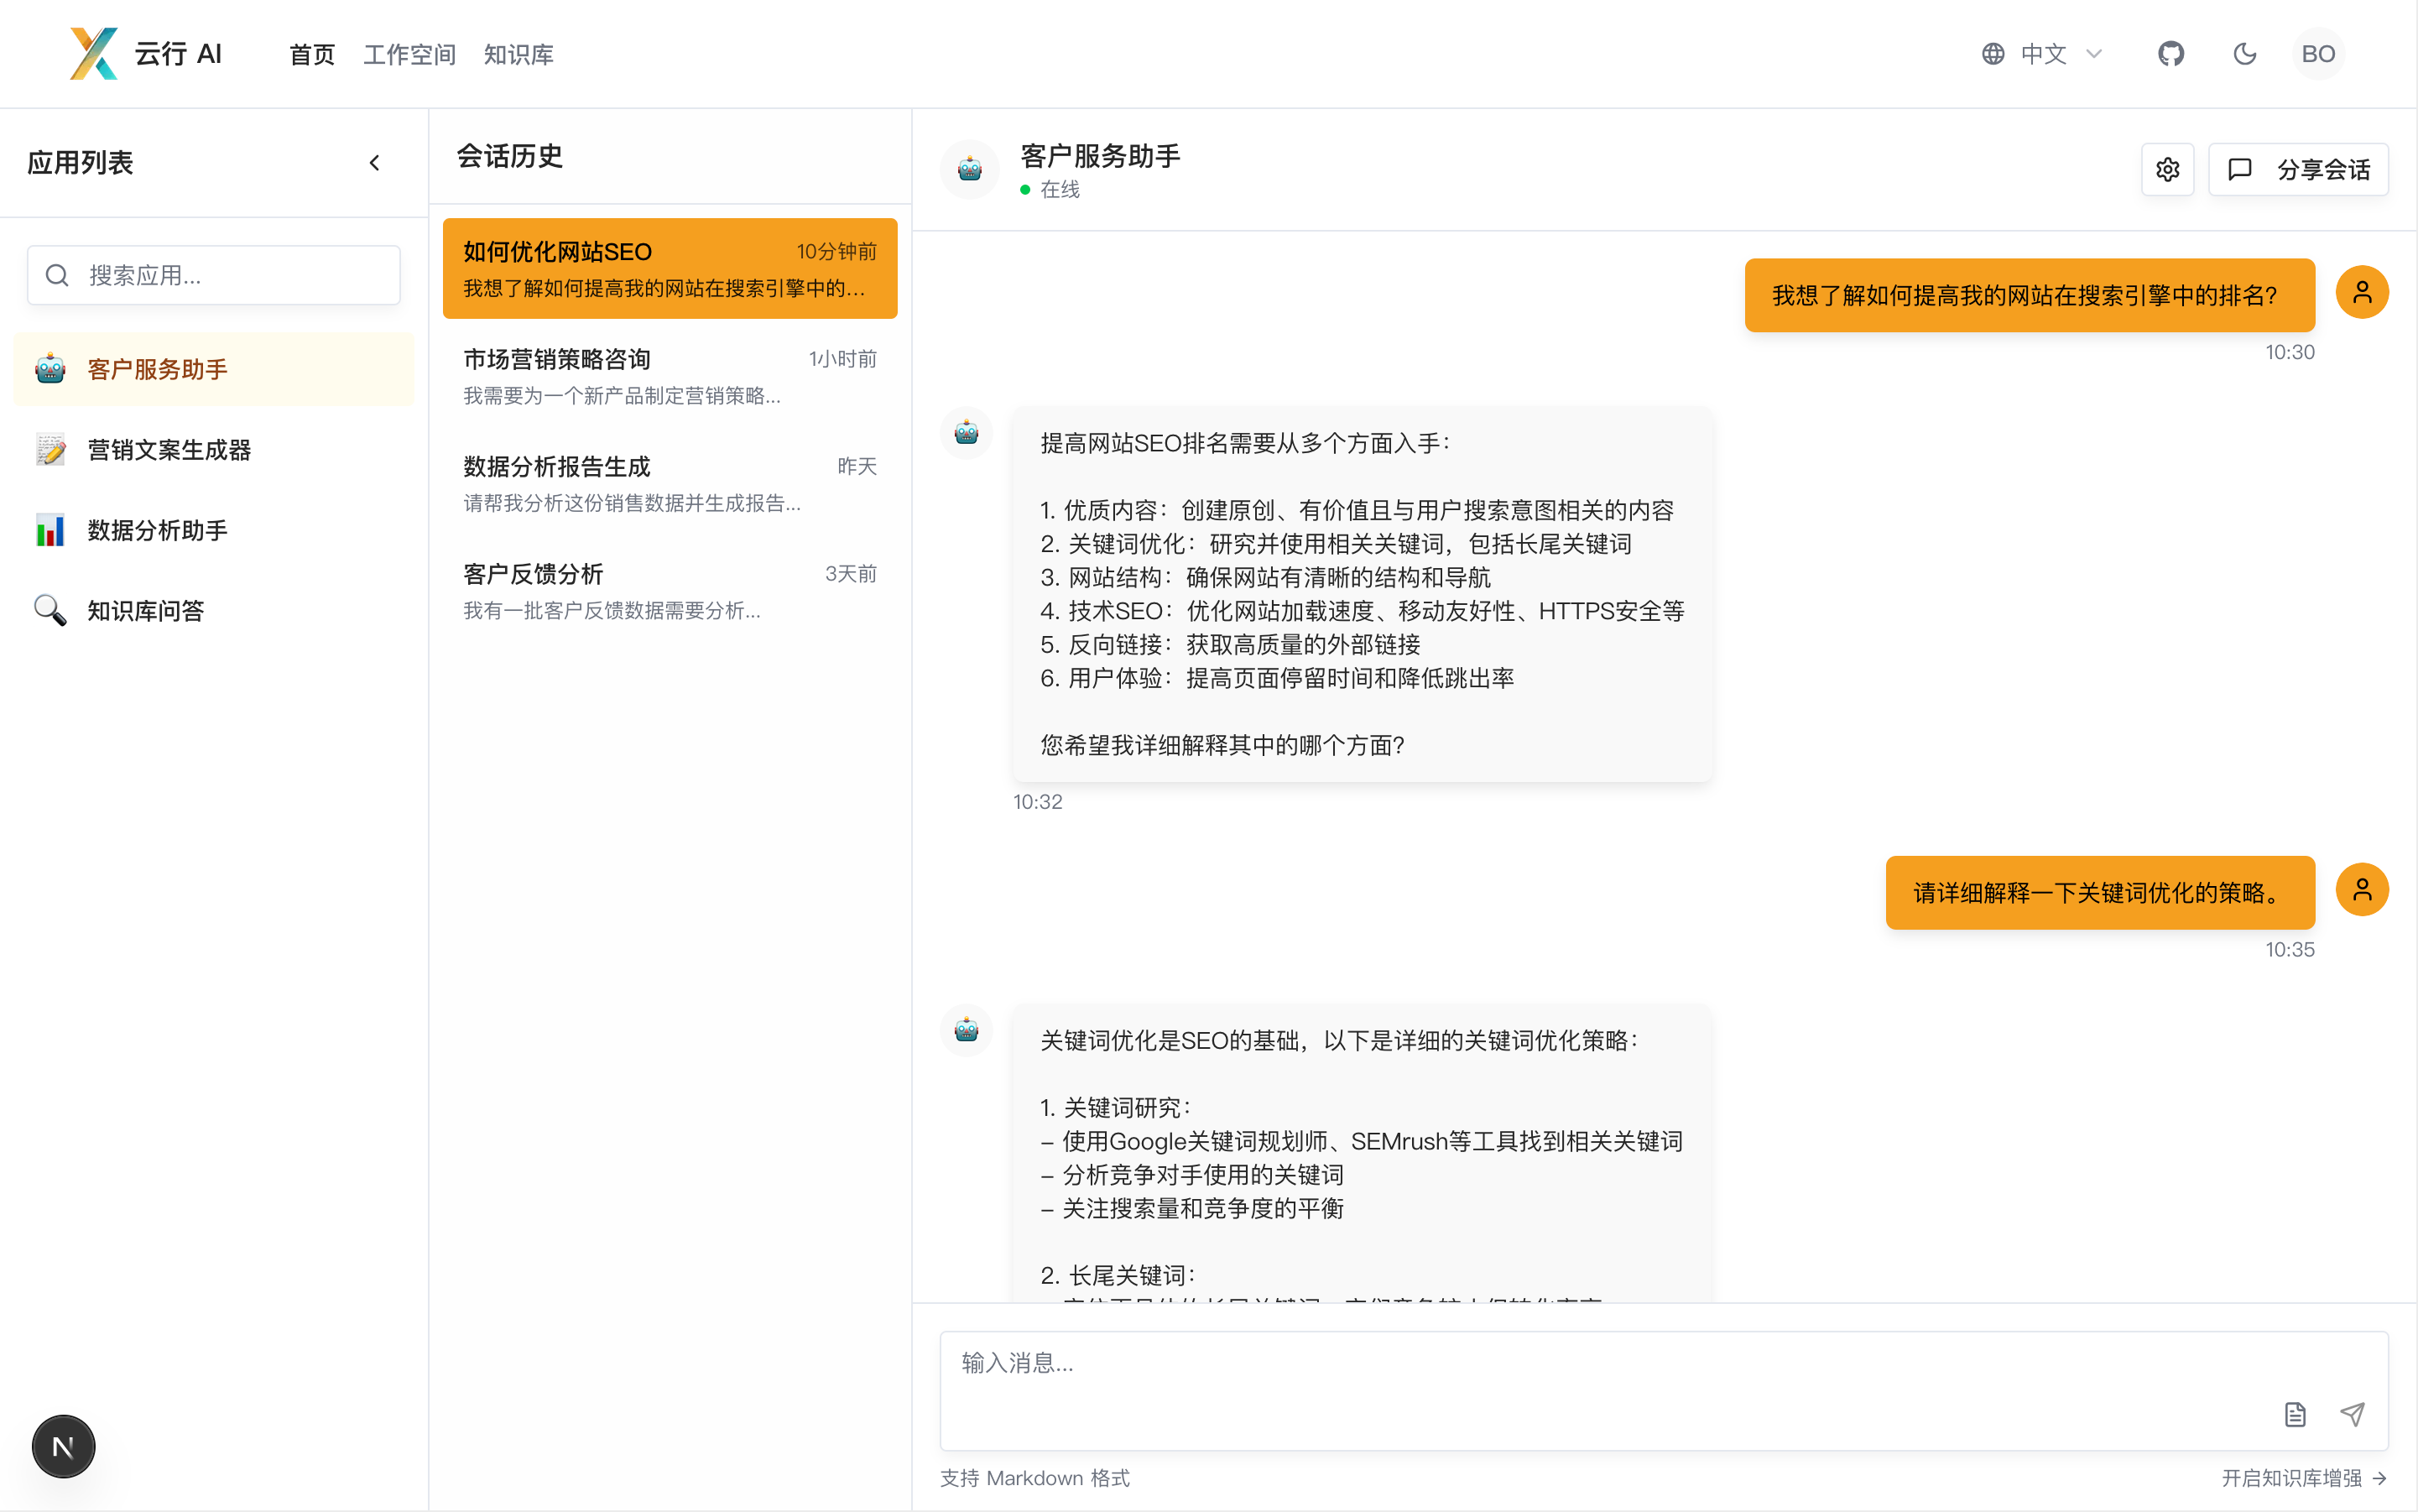 云行 AI
首页
工作空间
知识库
中文
BO
应用列表
搜索应用...
客户服务助手
营销文案生成器
数据分析助手
知识库问答
N
会话历史
如何优化网站SEO
10分钟前
我想了解如何提高我的网站在搜索引擎中的...
市场营销策略咨询
1小时前
我需要为一个新产品制定营销策略...
数据分析报告生成
昨天
请帮我分析这份销售数据并生成报告...
客户反馈分析
3天前
我有一批客户反馈数据需要分析...
客户服务助手
在线
分享会话
我想了解如何提高我的网站在搜索引擎中的排名？
10:30
提高网站SEO排名需要从多个方面入手：
1. 优质内容：创建原创、有价值且与用户搜索意图相关的内容
2. 关键词优化：研究并使用相关关键词，包括长尾关键词
3. 网站结构：确保网站有清晰的结构和导航
4. 技术SEO：优化网站加载速度、移动友好性、HTTPS安全等
5. 反向链接：获取高质量的外部链接
6. 用户体验：提高页面停留时间和降低跳出率
您希望我详细解释其中的哪个方面？
10:32
请详细解释一下关键词优化的策略。
10:35
关键词优化是SEO的基础，以下是详细的关键词优化策略：
1. 关键词研究：
– 使用Google关键词规划师、SEMrush等工具找到相关关键词
– 分析竞争对手使用的关键词
– 关注搜索量和竞争度的平衡
2. 长尾关键词：
输入消息...
支持 Markdown 格式
开启知识库增强 →